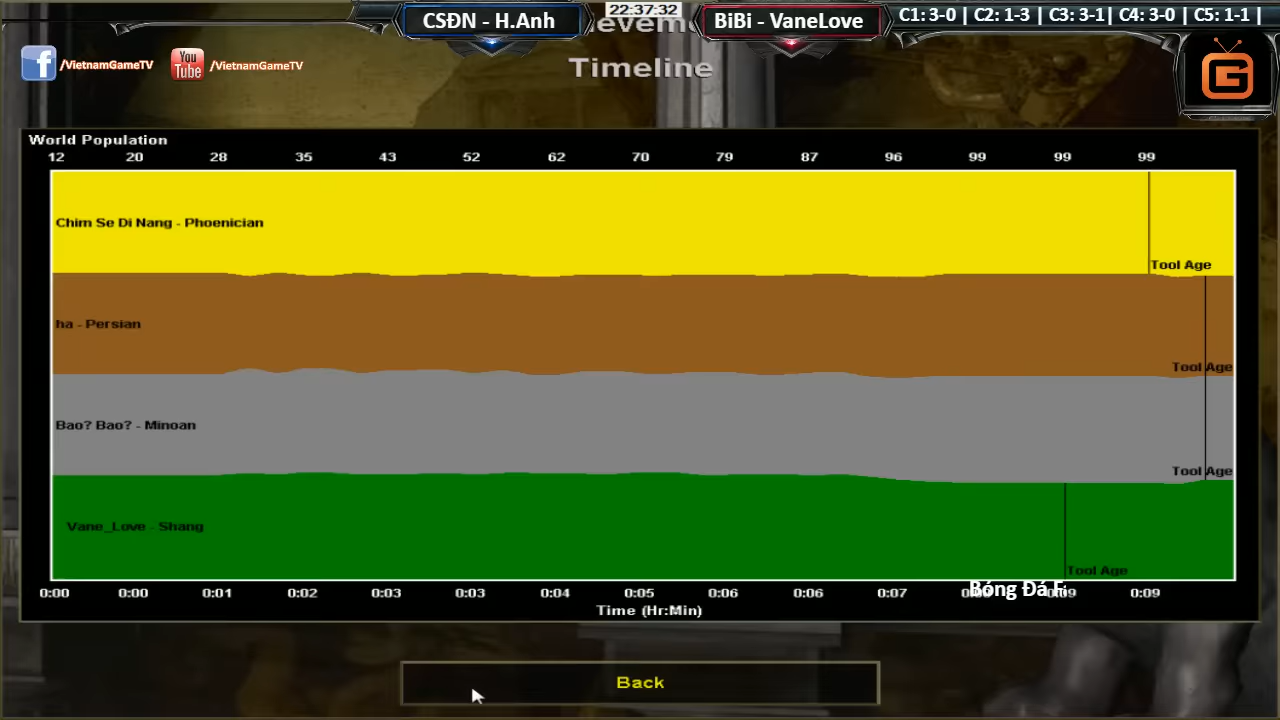 22:37:32
CSĐN - H.Anh
BiBi - VaneLove
C1: 3-0 | C2: 1-3 | C3: 3-1| C4: 3-0 | C5: 1-1 |
Timeline
f /VietnamGameTV
You Tube /VietnamGameTV
G
World Population
12 20 28 35 43 52 62 70 79 87 96 99 99 99
Chim Se Di Nang - Phoenician
Tool Age
ha - Persian
Tool Age
Bao? Bao? - Minoan
Tool Age
Vane_Love - Shang
Tool Age
0:00 0:00 0:01 0:02 0:03 0:03 0:04 0:05 0:06 0:06 0:07 0:09 0:09
Bóng Đá
Time (Hr:Min)
Back